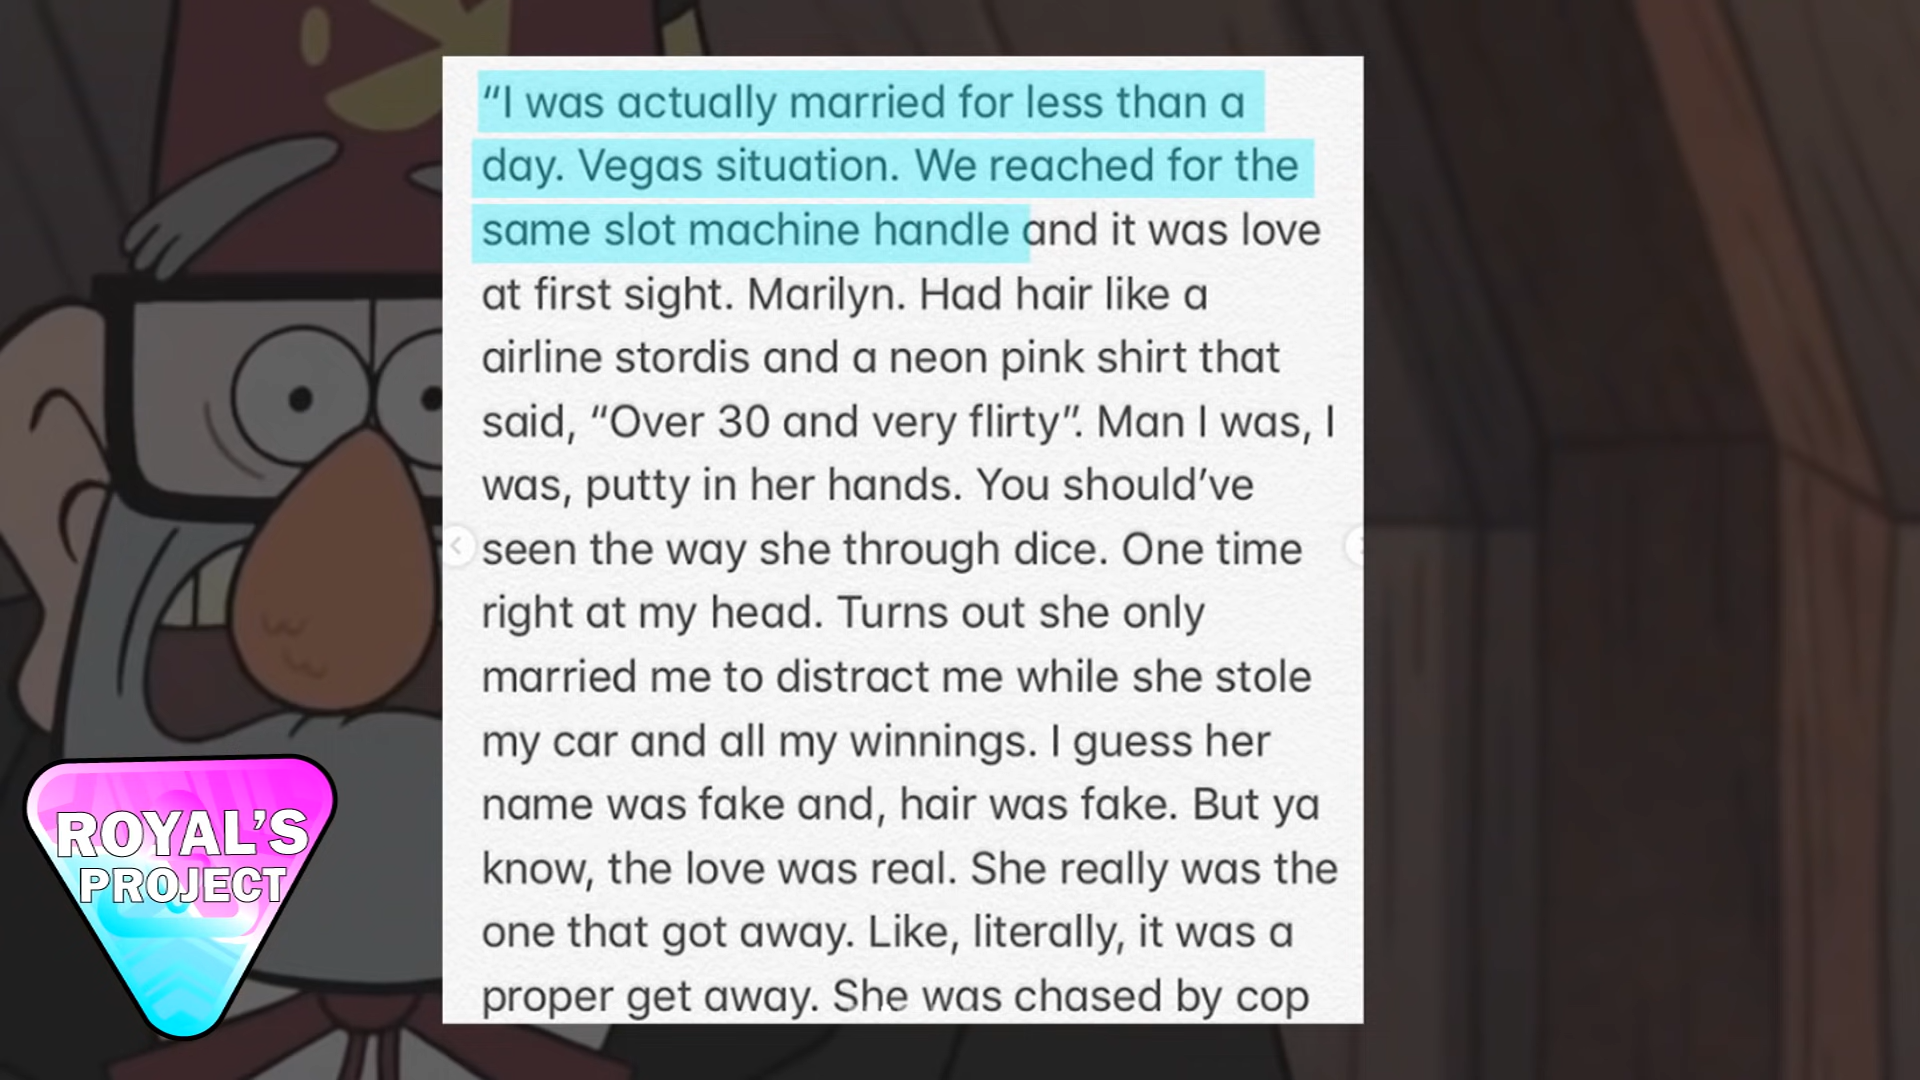 “I was actually married for less than a
day. Vegas situation. We reached for the
same slot machine handle and it was love
at first sight. Marilyn. Had hair like a
airline stordis and a neon pink shirt that
said, “Over 30 and very flirty”. Man I was, I
was, putty in her hands. You should’ve
seen the way she through dice. One time
right at my head. Turns out she only
married me to distract me while she stole
my car and all my winnings. I guess her
name was fake and, hair was fake. But ya
know, the love was real. She really was the
one that got away. Like, literally, it was a
proper get away. She was chased by cop
ROYAL’S
PROJECT